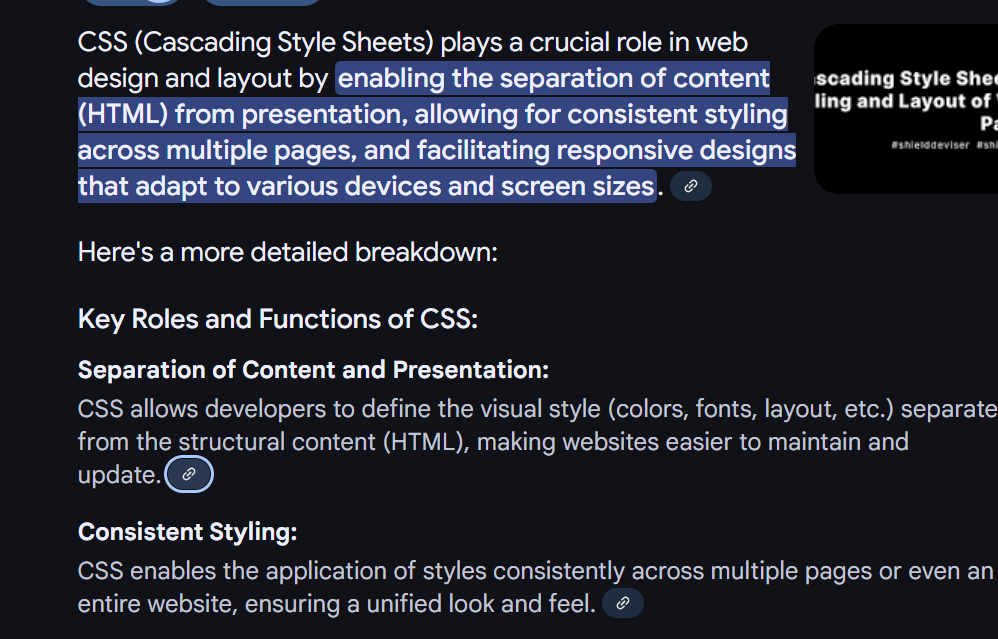 CSS (Cascading Style Sheets) plays a crucial role in web
design and layout by enabling the separation of content
(HTML) from presentation, allowing for consistent styling
across multiple pages, and facilitating responsive designs
that adapt to various devices and screen sizes.
Here's a more detailed breakdown:
Key Roles and Functions of CSS:
Separation of Content and Presentation:
CSS allows developers to define the visual style (colors, fonts, layout, etc.) separate
from the structural content (HTML), making websites easier to maintain and
update.
Consistent Styling:
CSS enables the application of styles consistently across multiple pages or even an
entire website, ensuring a unified look and feel.
ascading Style Shee
ling and Layout of
Pa
#shielddeviser #shi